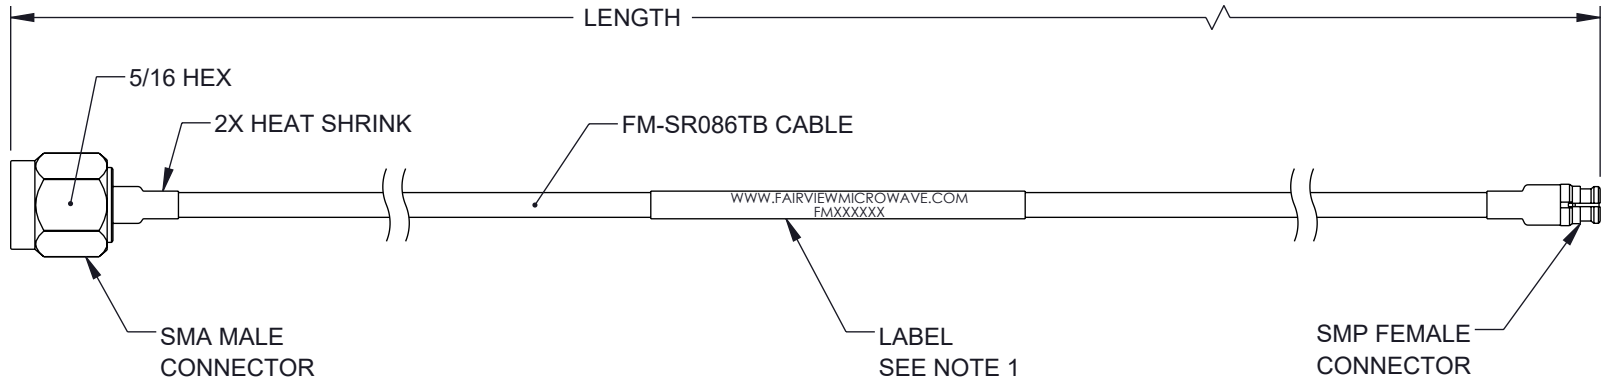 LENGTH
5/16 HEX
2X HEAT SHRINK
FM-SR086TB CABLE
WWW.FAIRVIEWMICROWAVE.COM
FMXXXXXX
SMA MALE
CONNECTOR
LABEL
SEE NOTE 1
SMP FEMALE
CONNECTOR